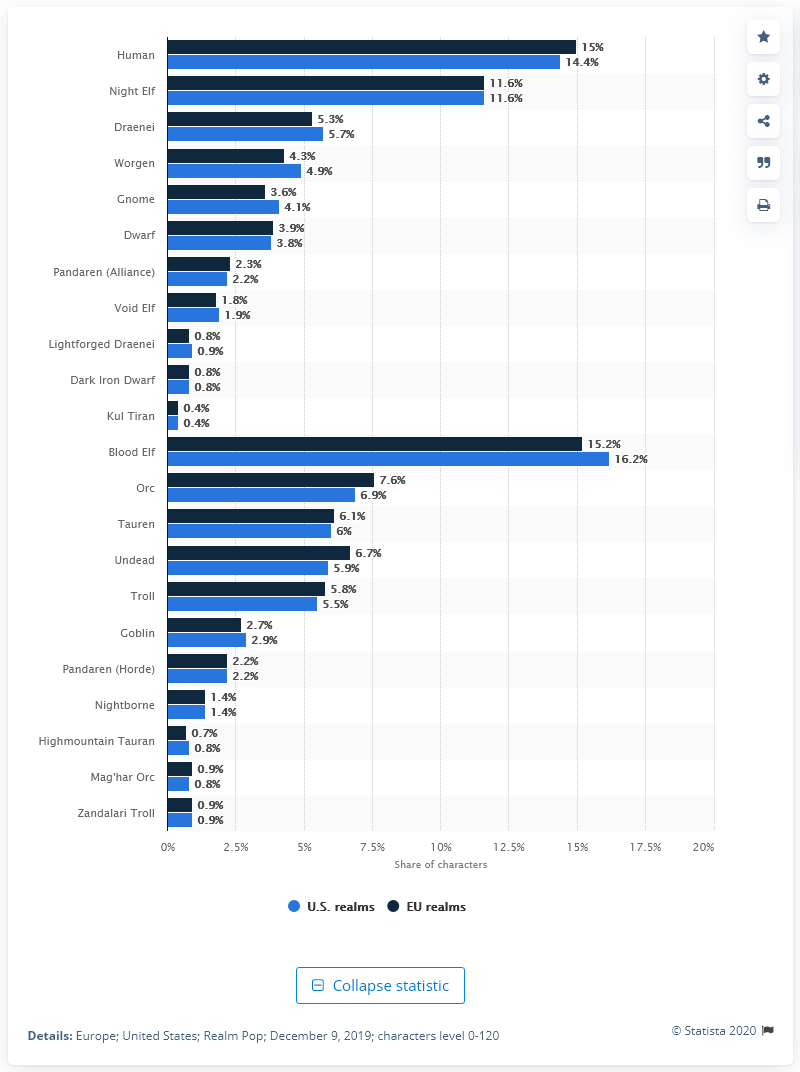 Human
15%
14.4%
Night Elf
11.6%
11.6%
Draenei
5.3%
5.7%
Worgen
4.3%
4.9%
Gnome
3.6%
4.1%
Dwarf
3.9%
3.8%
Pandaren (Alliance)
2.3%
2.2%
Void Elf
1.8%
1.9%
Lightforged Draenei
0.8%
0.9%
Dark Iron Dwarf
0.8%
0.8%
Kul Tiran
0.4%
0.4%
Blood Elf
15.2%
16.2%
Orc
7.6%
6.9%
Tauren
6.1%
6%
Undead
6.7%
5.9%
Troll
5.8%
5.5%
Goblin
2.7%
2.9%
Pandaren (Horde)
2.2%
2.2%
Nightborne
1.4%
1.4%
Highmountain Tauran
0.7%
0.8%
Mag'har Orc
0.9%
0.8%
Zandalari Troll
0.9%
0.9%
0% 2.5% 5% 7.5% 10% 12.5% 15% 17.5% 20%
Share of characters
U.S. realms EU realms
Collapse statistic
Details: Europe; United States; Realm Pop; December 9, 2019; characters level 0-120
© Statista 2020